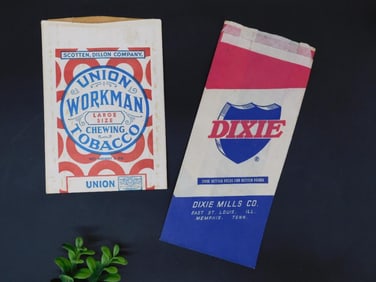 SCOTTEN, DILLON COMPANY.
UNION
WORKMAN
LARGE
SIZE
CHEWING
TOBACCO
UNION
DIXIE
®
DIXIE MILLS CO.
EAST ST. LOUIS, ILL.
MEMPHIS, TENN.